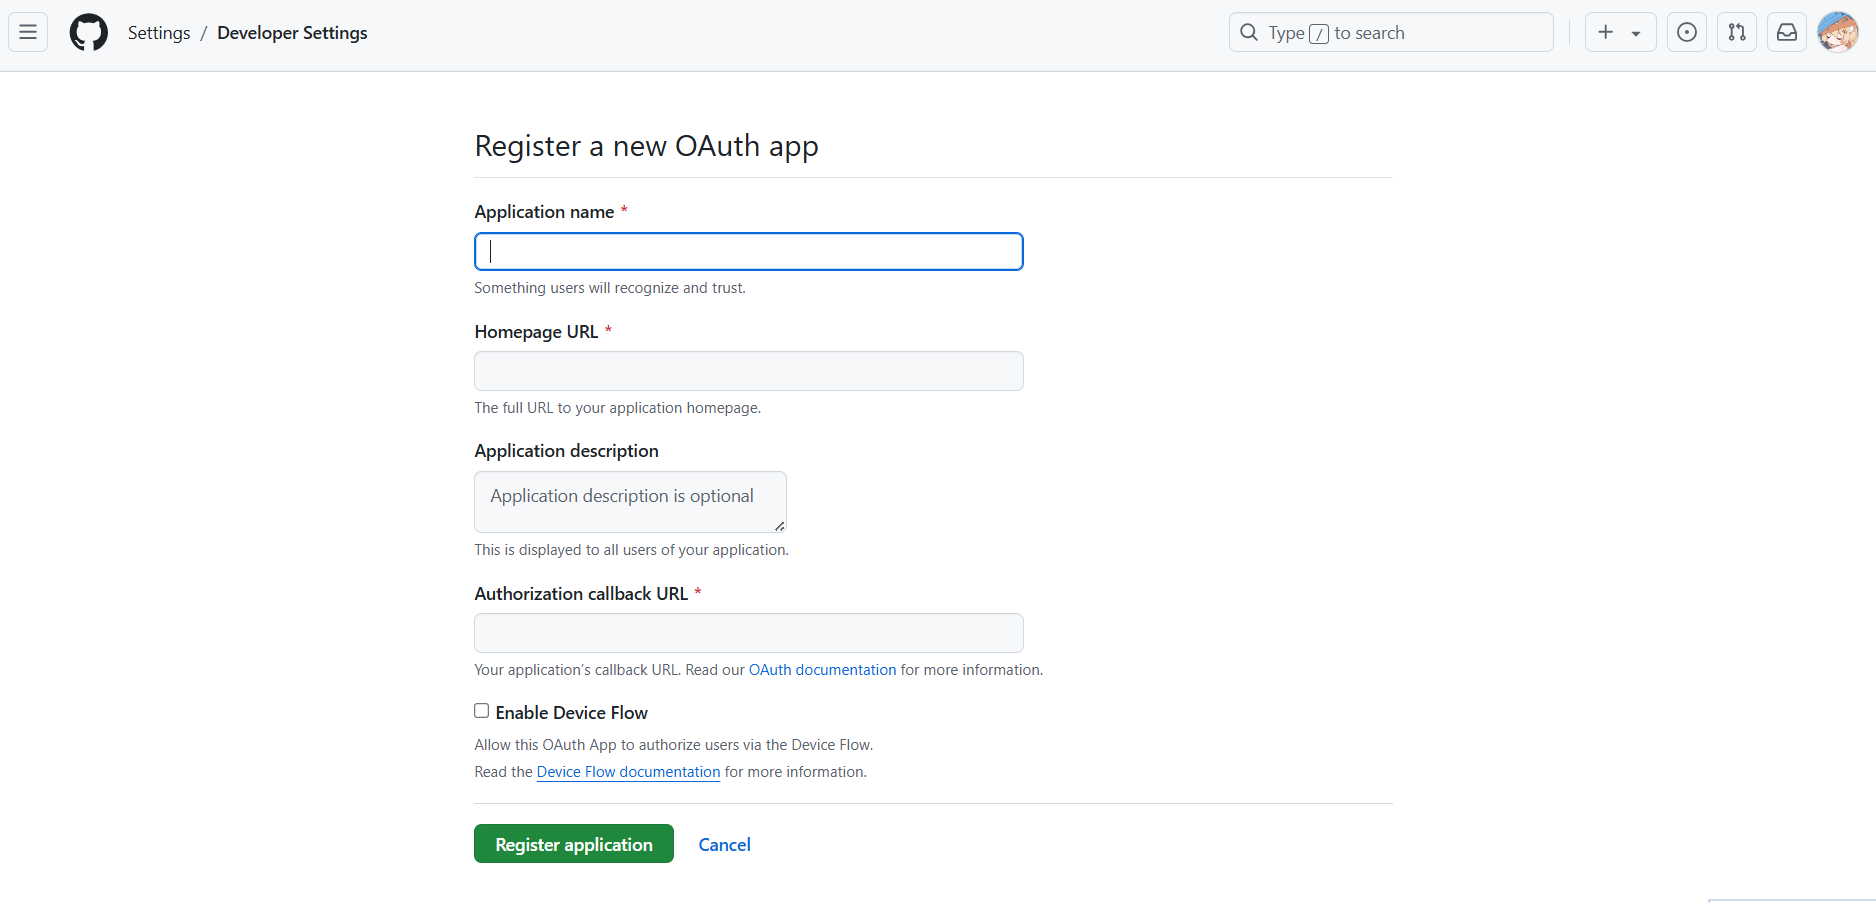 Settings / Developer Settings
Type / to search
Register a new OAuth app
Application name *
Something users will recognize and trust.
Homepage URL *
The full URL to your application homepage.
Application description
Application description is optional
This is displayed to all users of your application.
Authorization callback URL *
Your application's callback URL. Read our OAuth documentation for more information.
Enable Device Flow
Allow this OAuth App to authorize users via the Device Flow.
Read the Device Flow documentation for more information.
Register application
Cancel